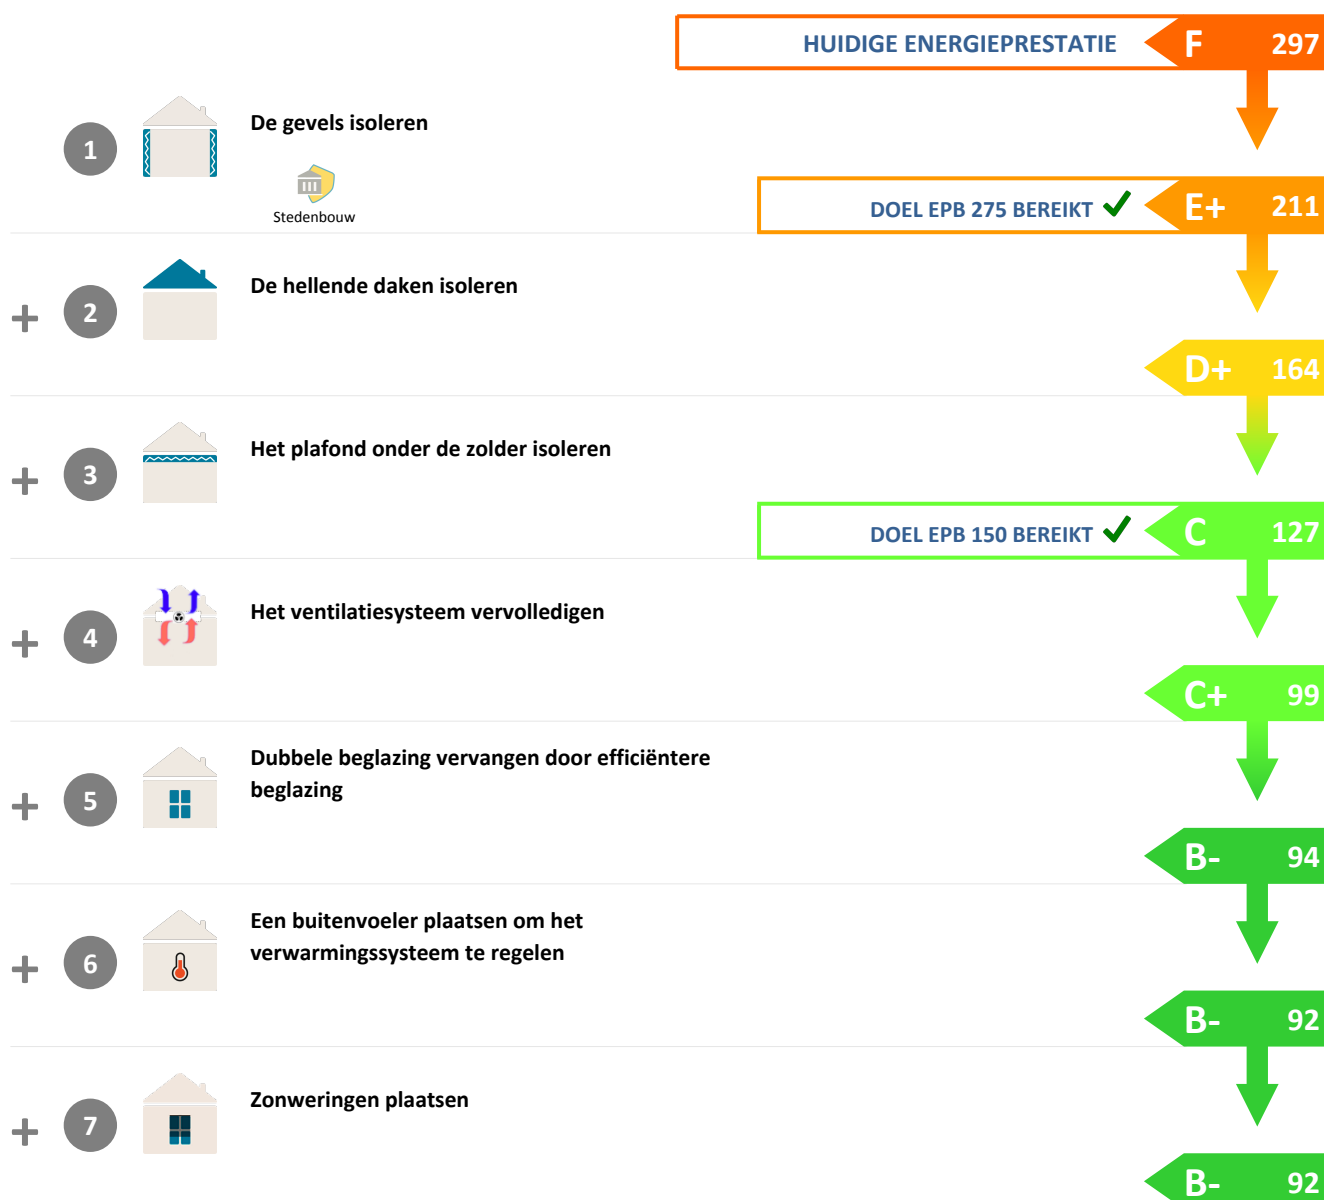 HUIDIGE ENERGIEPRESTATIE F 297
1 De gevels isoleren
Stedenbouw
DOEL EPB 275 BEREIKT E+ 211
+ 2 De hellende daken isoleren
D+ 164
+ 3 Het plafond onder de zolder isoleren
DOEL EPB 150 BEREIKT C 127
+ 4 Het ventilatiesysteem vervolledigen
C+ 99
+ 5 Dubbele beglazing vervangen door efficiëntere
beglazing
B- 94
+ 6 Een buitenvoeler plaatsen om het
verwarmingssysteem te regelen
B- 92
+ 7 Zonweringen plaatsen
B- 92